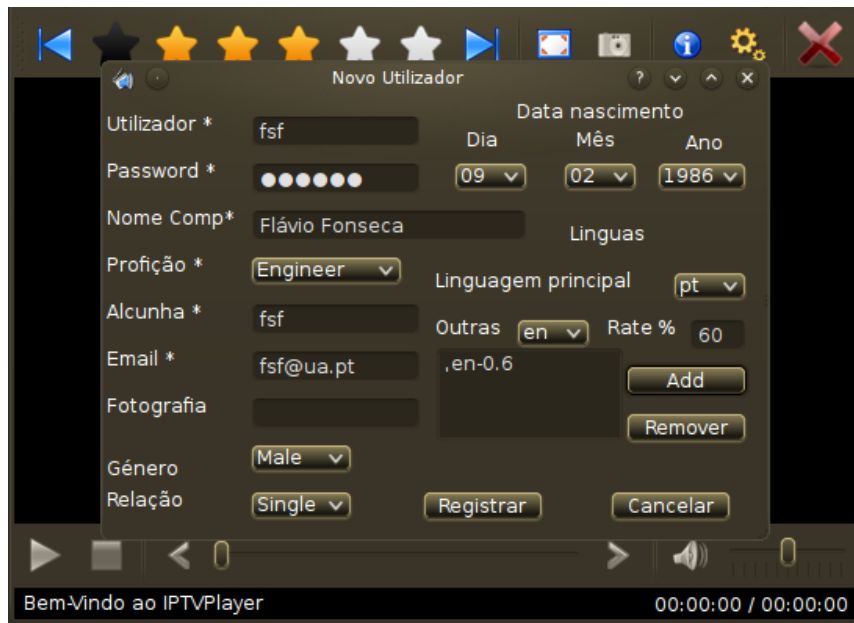 Novo Utilizador
Utilizador * fsf
Data nascimento
Dia Mês Ano
Password * ●●●●●● 09 02 1986
Nome Comp* Flávio Fonseca
Linguas
Profição * Engineer
Linguagem principal pt
Alcunha * fsf
Outras en Rate % 60
Email * fsf@ua.pt
,en-0.6
Add
Fotografia
Remover
Género Male
Relação Single
Registrar Cancelar
Bem-Vindo ao IPTVPlayer 00:00:00 / 00:00:00